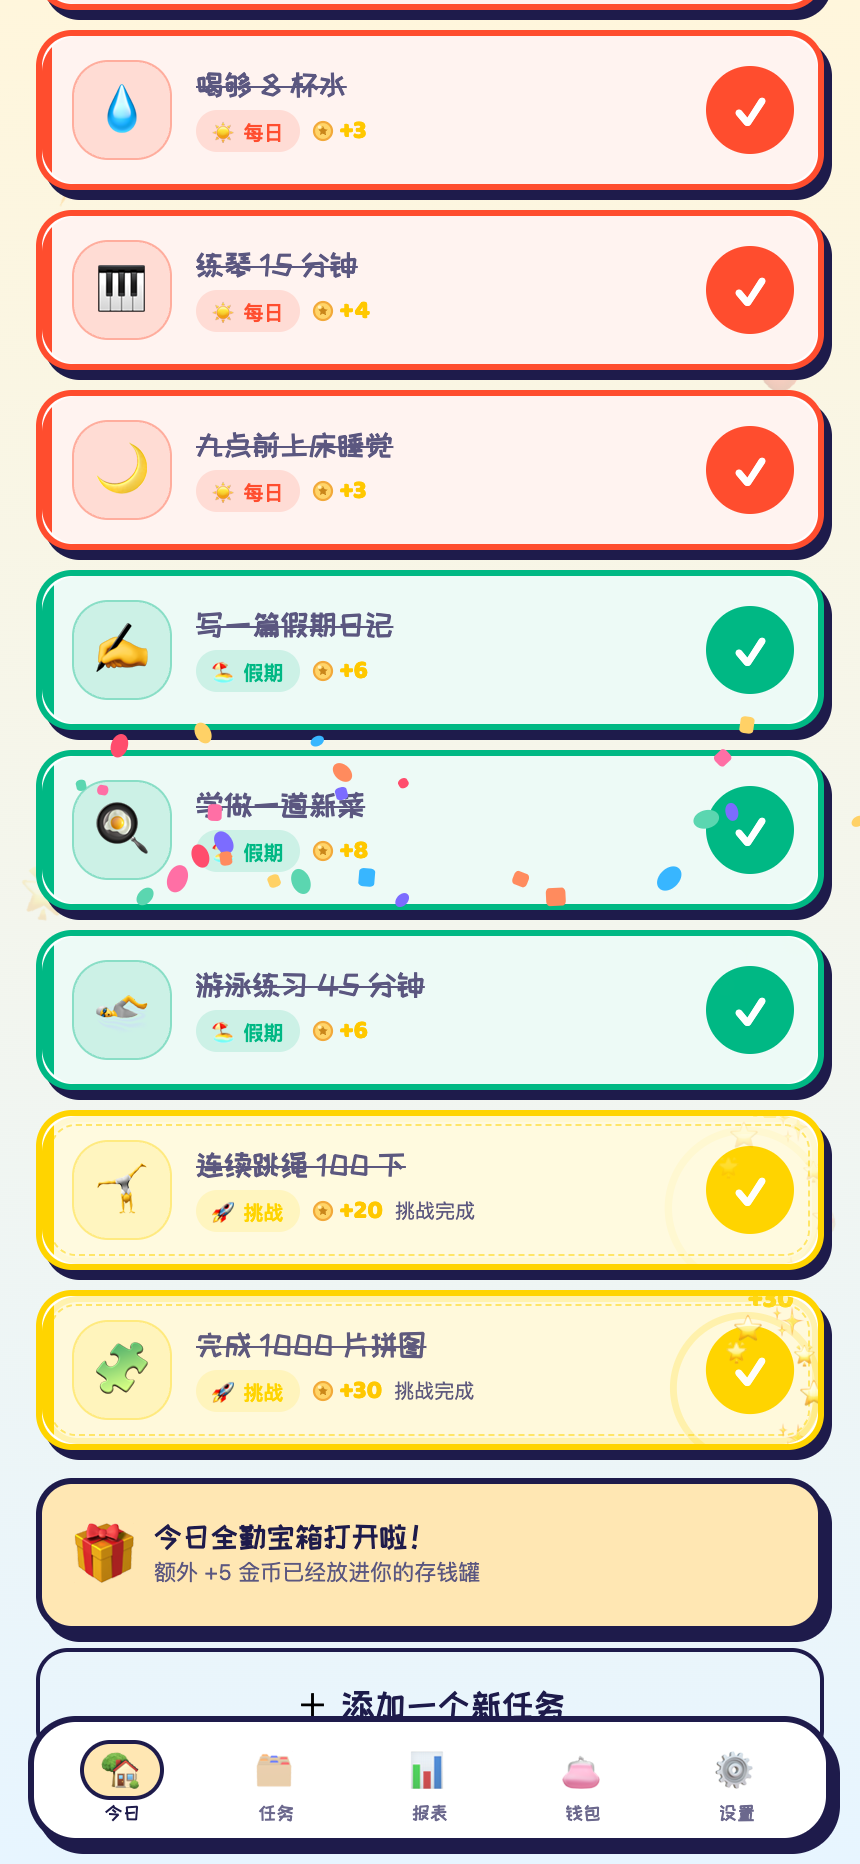 喝够 8 杯水
每日 +3
练琴 15 分钟
每日 +4
九点前上床睡觉
每日 +3
写一篇假期日记
假期 +6
学做一道新菜
假期 +8
游泳练习 45 分钟
假期 +6
连续跳绳 100 下
挑战 +20 挑战完成
+30
完成 1000 片拼图
挑战 +30 挑战完成
今日全勤宝箱打开啦!
额外 +5 金币已经放进你的存钱罐
+ 添加一个新任务
今日 任务 报表 钱包 设置